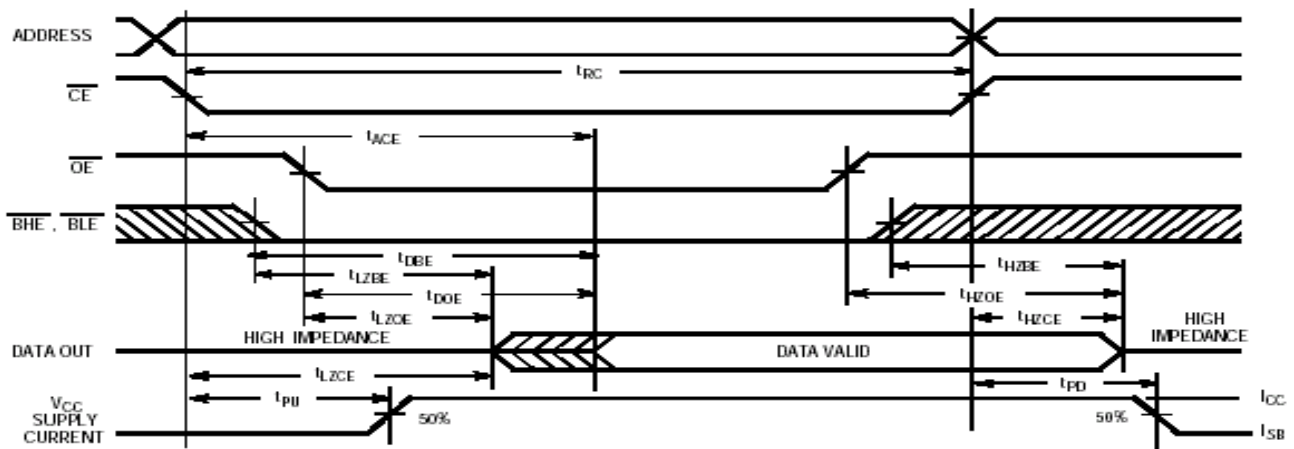 ADDRESS
tRC
CE
tACE
OE
BHE , BLE
tDBE
tLZBE
tHZBE
tDOE
tHZOE
tLZOE
tHZCE
HIGH IMPEDANCE
HIGH
IMPEDANCE
DATA OUT
DATA VALID
tLZCE
tPU
tPD
VCC
SUPPLY
CURRENT
50%
50%
ICC
ISB